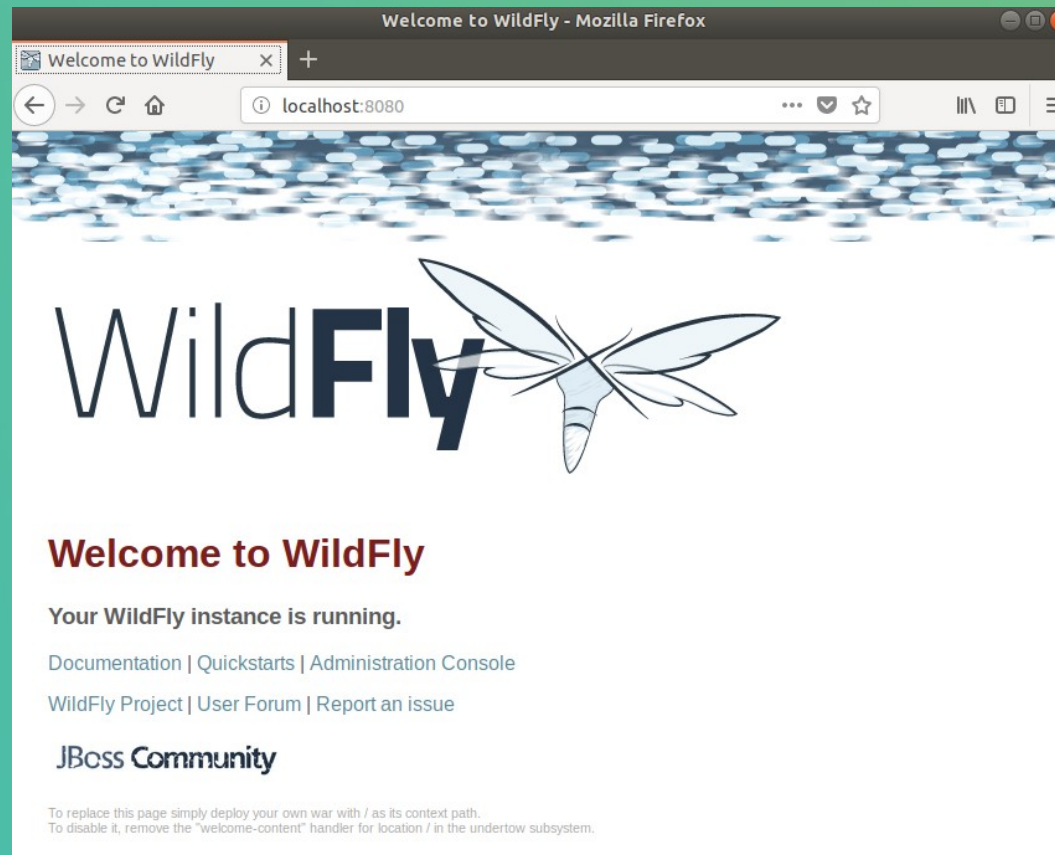 Welcome to WildFly - Mozilla Firefox
Welcome to WildFly
localhost:8080
WildFly
Welcome to WildFly
Your WildFly instance is running.
Documentation | Quickstarts | Administration Console
WildFly Project | User Forum | Report an issue
JBoss Community
To replace this page simply deploy your own war with / as its context path.
To disable it, remove the "welcome-content" handler for location / in the undertow subsystem.